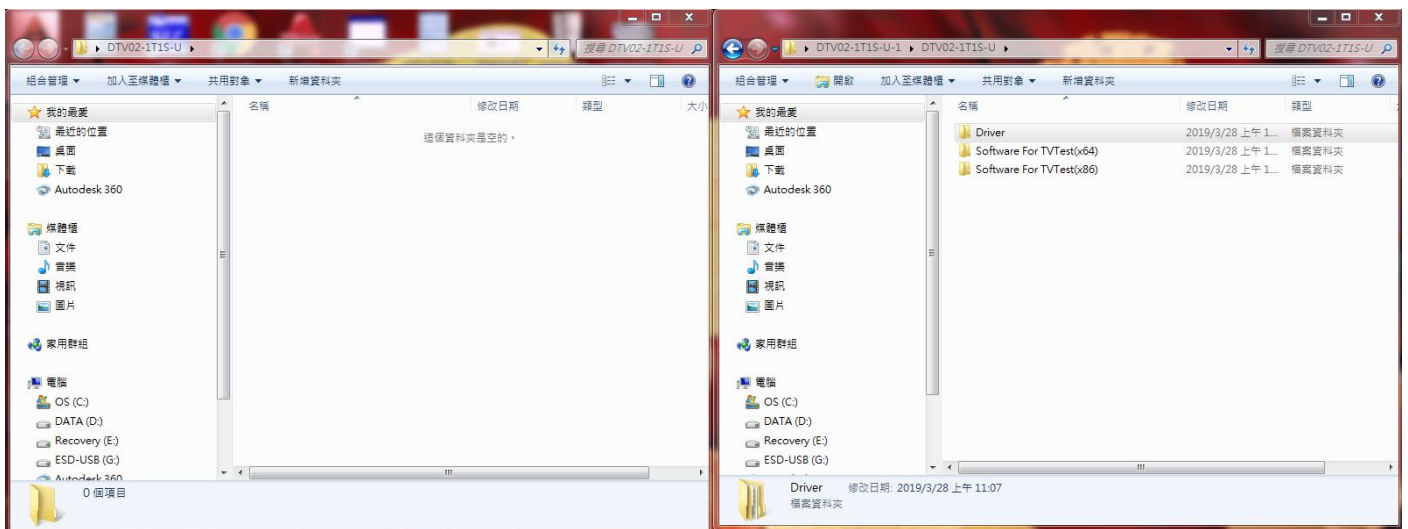 DTV02-1T1S-U
搜尋 DTV02-1T1S-U
組合管理 加入至媒體櫃 共用對象 新增資料夾
名稱 修改日期 類型 大小
我的最愛
最近的位置
桌面
下載
Autodesk 360
這個資料夾是空的。
媒體櫃
文件
音樂
視訊
圖片
家用群組
電腦
OS (C:)
DATA (D:)
Recovery (E:)
ESD-USB (G:)
Autodesk 360
0 個項目
DTV02-1T1S-U-1 DTV02-1T1S-U
搜尋 DTV02-1T1S-U
組合管理 開啟 加入至媒體櫃 共用對象 新增資料夾
名稱 修改日期 類型
我的最愛
最近的位置
桌面
下載
Autodesk 360
Driver 2019/3/28 上午 1... 檔案資料夾
Software For TVTest(x64) 2019/3/28 上午 1... 檔案資料夾
Software For TVTest(x86) 2019/3/28 上午 1... 檔案資料夾
媒體櫃
文件
音樂
視訊
圖片
家用群組
電腦
OS (C:)
DATA (D:)
Recovery (E:)
ESD-USB (G:)
Driver 修改日期: 2019/3/28 上午 11:07
檔案資料夾